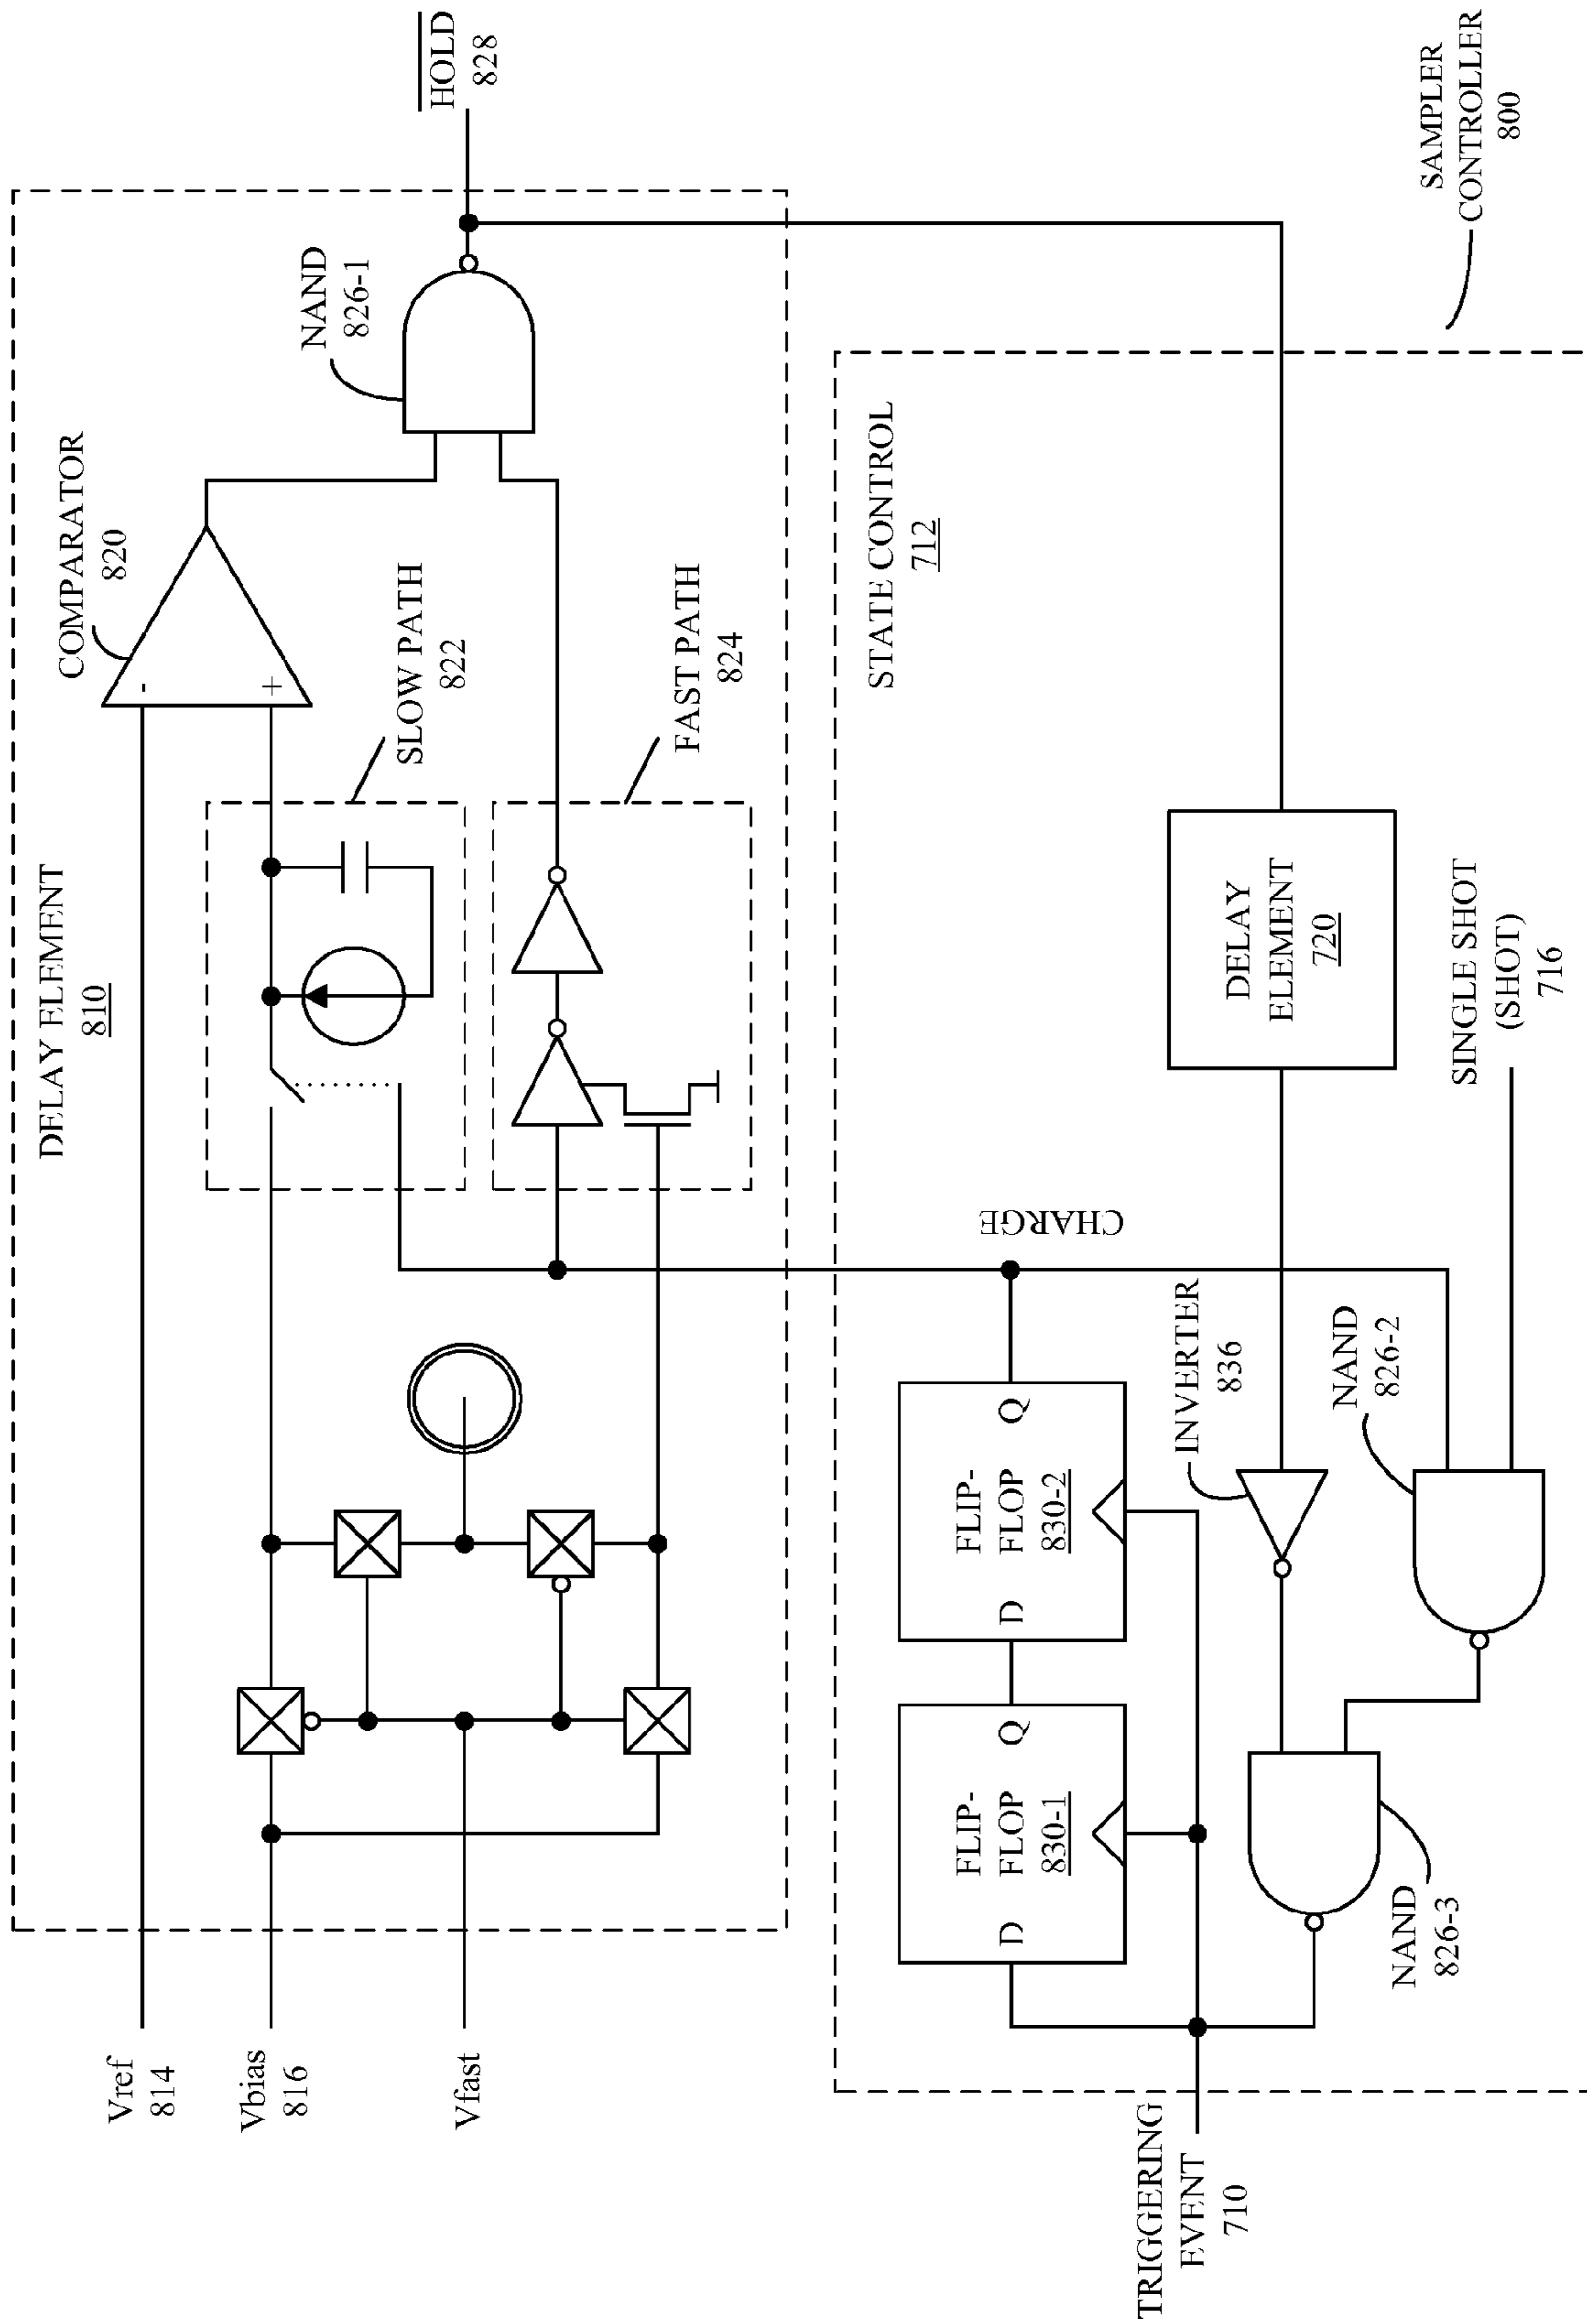 DELAY ELEMENT
810
Vref
814
Vbias
816
Vfast
COMPARATOR
820
-
+
SLOW PATH
822
FAST PATH
824
NAND
826-1
HOLD
828
CHARGE
STATE CONTROL
712
FLIP-
FLOP
830-1
D
Q
FLIP-
FLOP
830-2
D
Q
TRIGGERING
EVENT
710
INVERTER
836
NAND
826-2
NAND
826-3
DELAY
ELEMENT
720
SINGLE SHOT
(SHOT)
716
SAMPLER
CONTROLLER
800